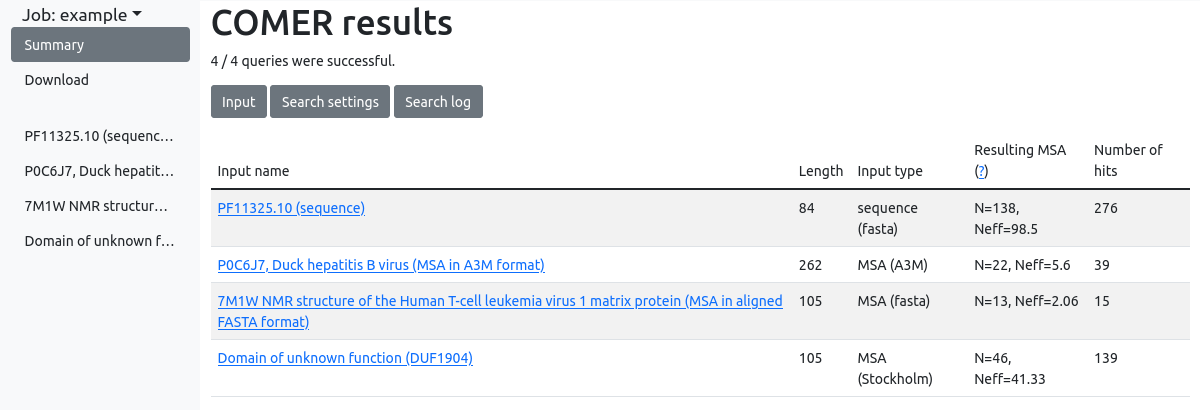 Job: example
Summary
Download
PF11325.10 (sequenc...
P0C6J7, Duck hepatit...
7M1W NMR structur...
Domain of unknown f...
COMER results
4 / 4 queries were successful.
Input Search settings Search log
Input name Length Input type Resulting MSA (?) Number of hits
PF11325.10 (sequence) 84 sequence (fasta) N=138, Neff=98.5 276
P0C6J7, Duck hepatitis B virus (MSA in A3M format) 262 MSA (A3M) N=22, Neff=5.6 39
7M1W NMR structure of the Human T-cell leukemia virus 1 matrix protein (MSA in aligned FASTA format) 105 MSA (fasta) N=13, Neff=2.06 15
Domain of unknown function (DUF1904) 105 MSA (Stockholm) N=46, Neff=41.33 139